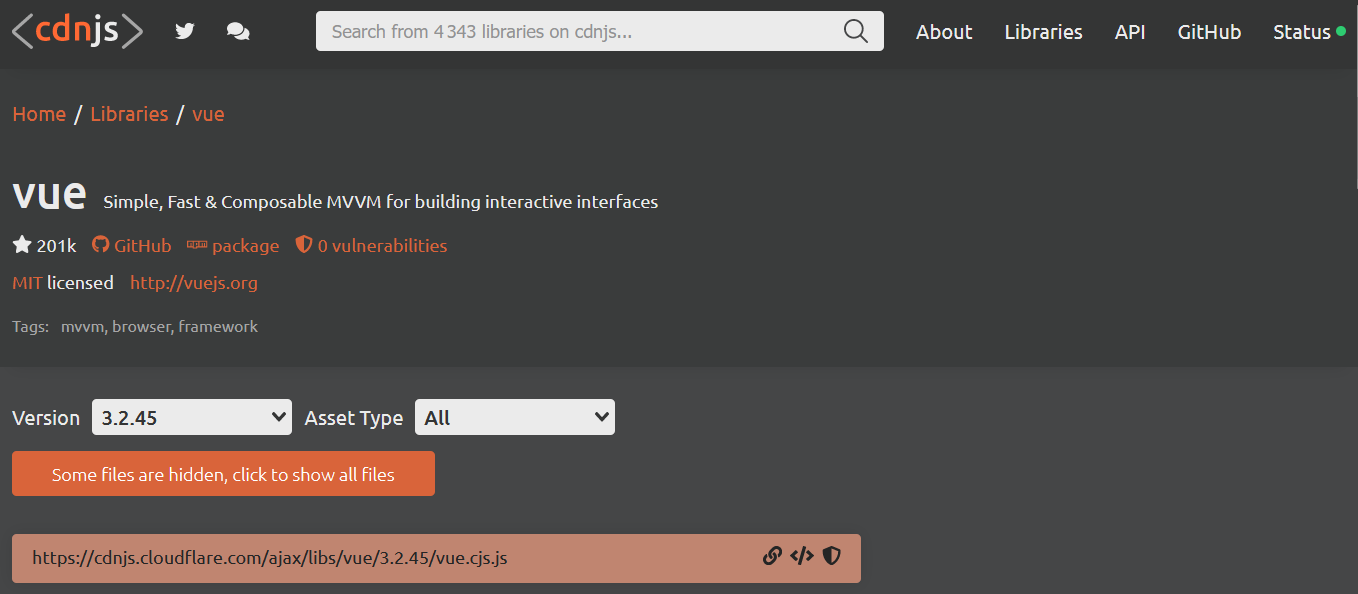 <cdnjs> Search from 4 343 libraries on cdnjs... About Libraries API GitHub Status
Home / Libraries / vue
vue Simple, Fast & Composable MVVM for building interactive interfaces
201k GitHub npm package 0 vulnerabilities
MIT licensed http://vuejs.org
Tags: mvvm, browser, framework
Version 3.2.45 Asset Type All
Some files are hidden, click to show all files
https://cdnjs.cloudflare.com/ajax/libs/vue/3.2.45/vue.cjs.js </>